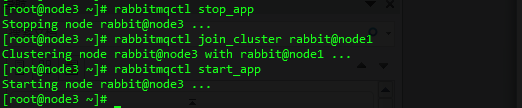 [root@node3 ~]# rabbitmqctl stop_app
Stopping node rabbit@node3 ...
[root@node3 ~]# rabbitmqctl join_cluster rabbit@node1
Clustering node rabbit@node3 with rabbit@node1 ...
[root@node3 ~]# rabbitmqctl start_app
Starting node rabbit@node3 ...
[root@node3 ~]#